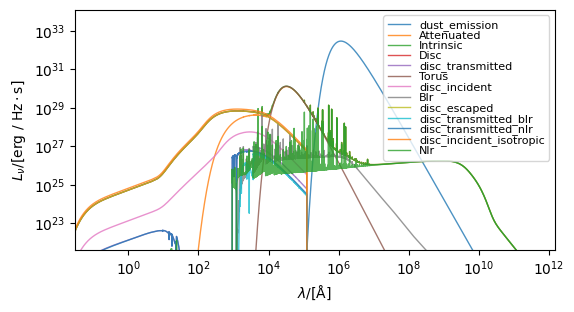 10^33
10^31
10^29
10^27
10^25
10^23
L_ν/[erg / Hz · s]
dust_emission
Attenuated
Intrinsic
Disc
disc_transmitted
Torus
disc_incident
Blr
disc_escaped
disc_transmitted_blr
disc_transmitted_nlr
disc_incident_isotropic
Nlr
10^0 10^2 10^4 10^6 10^8 10^10 10^12
λ/[Å]